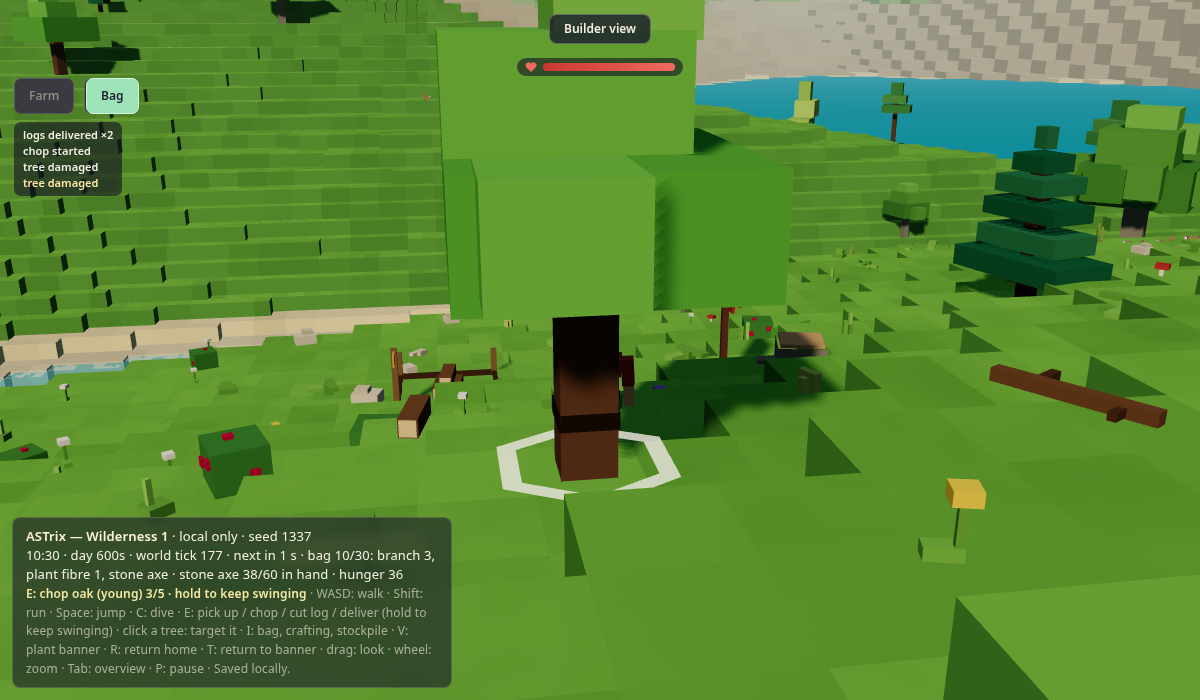 Builder view
Farm
Bag
logs delivered ×2
chop started
tree damaged
tree damaged
ASTrix — Wilderness 1 · local only · seed 1337
10:30 · day 600s · world tick 177 · next in 1 s · bag 10/30: branch 3,
plant fibre 1, stone axe · stone axe 38/60 in hand · hunger 36
E: chop oak (young) 3/5 · hold to keep swinging · WASD: walk · Shift:
run · Space: jump · C: dive · E: pick up / chop / cut log / deliver (hold to
keep swinging) · click a tree: target it · I: bag, crafting, stockpile · V:
plant banner · R: return home · T: return to banner · drag: look · wheel:
zoom · Tab: overview · P: pause · Saved locally.